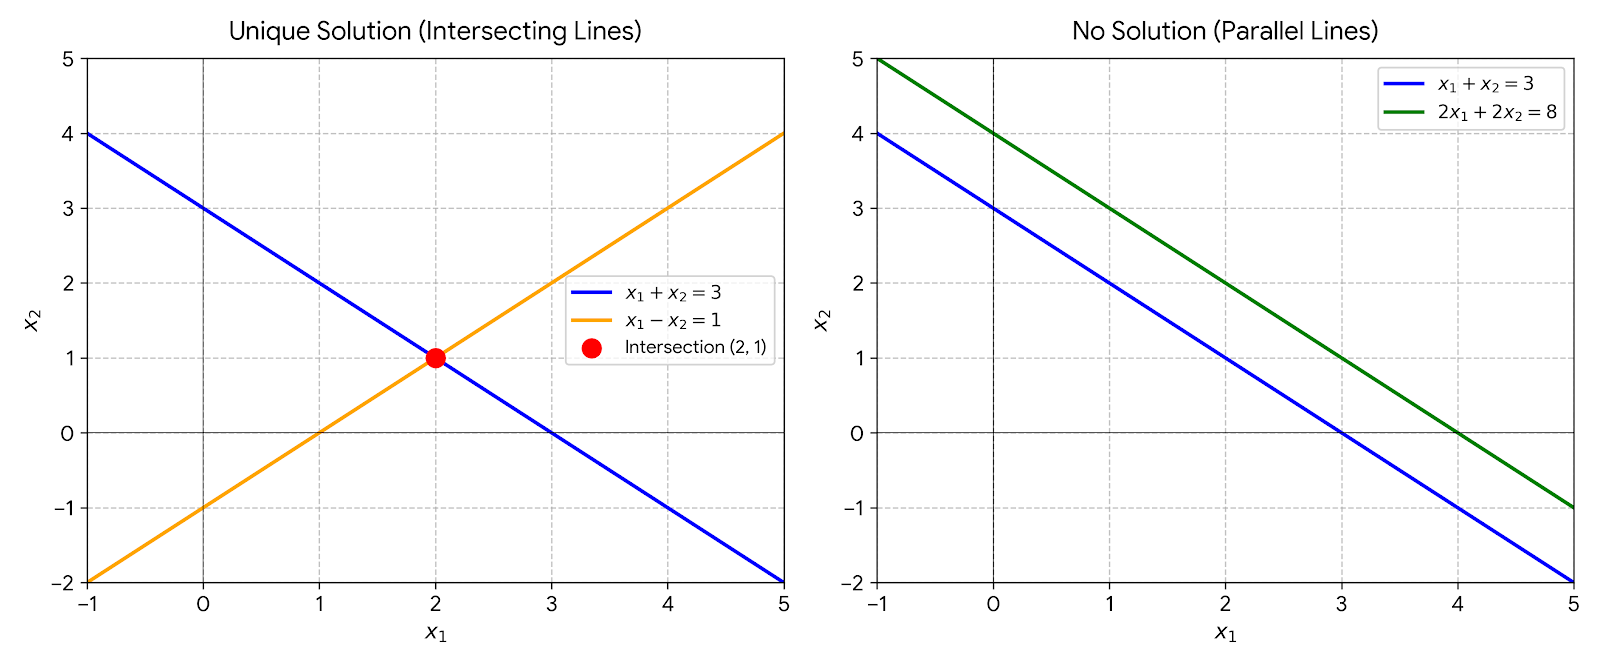 Unique Solution (Intersecting Lines)
5
4
3
2
1
0
−1
−2
x₂
x₁ + x₂ = 3
x₁ − x₂ = 1
Intersection (2, 1)
−1 0 1 2 3 4 5
x₁
No Solution (Parallel Lines)
5
4
3
2
1
0
−1
−2
x₂
x₁ + x₂ = 3
2x₁ + 2x₂ = 8
−1 0 1 2 3 4 5
x₁